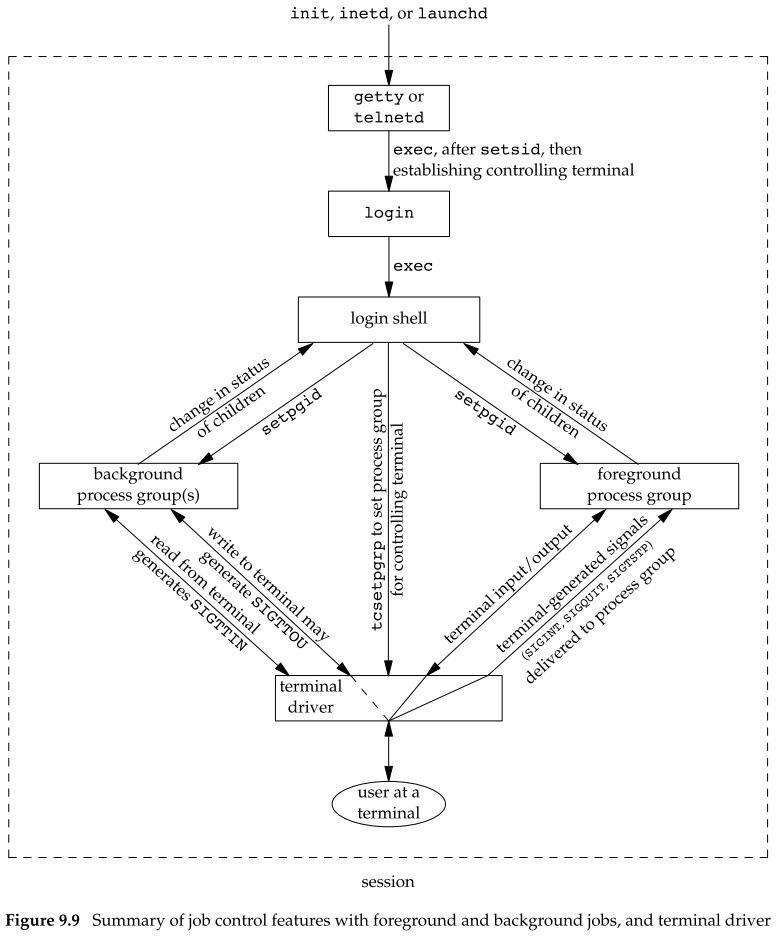 init, inetd, or launchd
getty or
telnetd
exec, after setsid, then
establishing controlling terminal
login
exec
login shell
change in status
of children
setpgid
tcsetpgrp to set process group
for controlling terminal
setpgid
change in status
of children
background
process group(s)
foreground
process group
read from terminal
generates SIGTTIN
write to terminal may
generate SIGTTOU
terminal input/output
terminal-generated signals
(SIGINT, SIGQUIT, SIGTSTP)
delivered to process group
terminal
driver
user at a
terminal
session
Figure 9.9 Summary of job control features with foreground and background jobs, and terminal driver